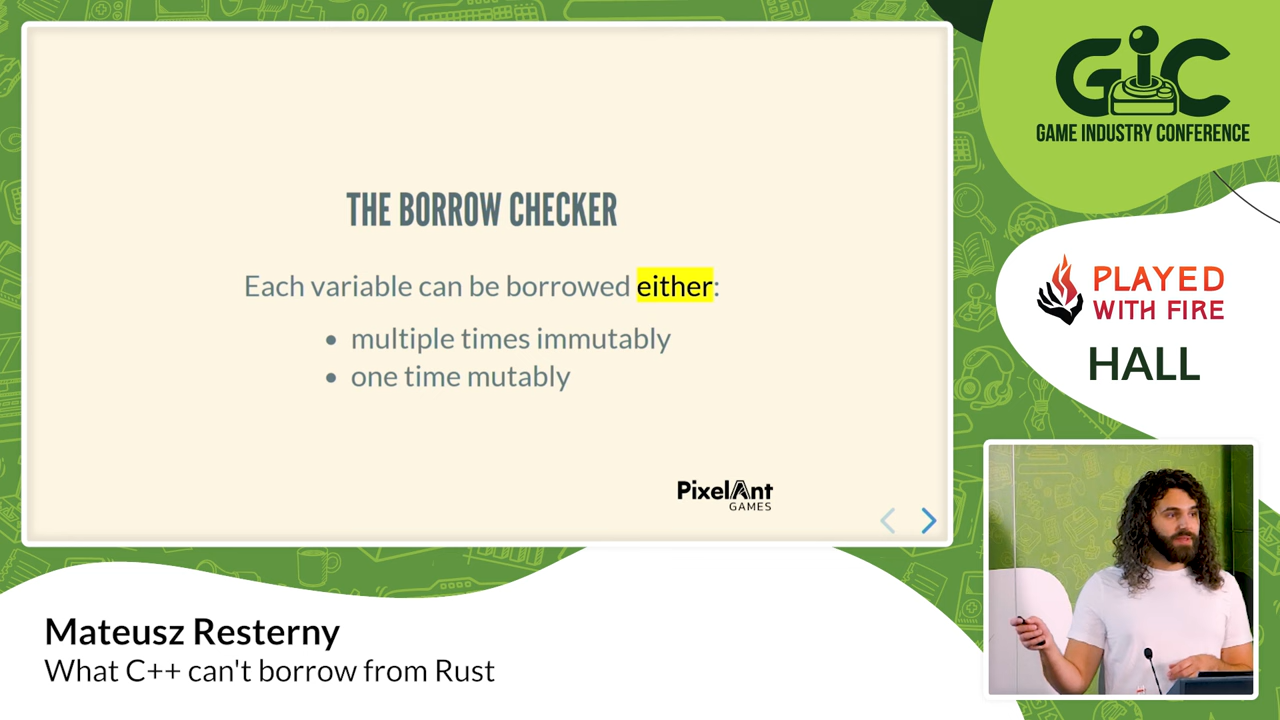 THE BORROW CHECKER
Each variable can be borrowed either:
• multiple times immutably
• one time mutably
PixelAnt
GAMES
GIC
GAME INDUSTRY CONFERENCE
PLAYED
WITH FIRE
HALL
Mateusz Resterny
What C++ can't borrow from Rust